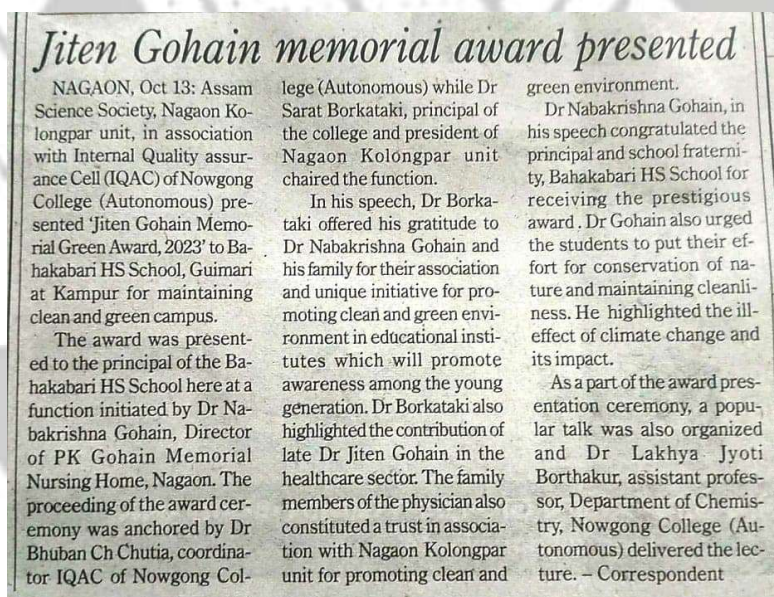 Jiten Gohain memorial award presented
NAGAON, Oct 13: Assam
Science Society, Nagaon Ko-
longpar unit, in association
with Internal Quality assur-
ance Cell (IQAC) of Nowgong
College (Autonomous) pre-
sented ‘Jiten Gohain Memo-
rial Green Award, 2023’ to Ba-
hakabari HS School, Guimari
at Kampur for maintaining
clean and green campus.
The award was present-
ed to the principal of the Ba-
hakabari HS School here at a
function initiated by Dr Na-
bakrishna Gohain, Director
of PK Gohain Memorial
Nursing Home, Nagaon. The
proceeding of the award cer-
emony was anchored by Dr
Bhuban Ch Chutia, coordina-
tor IQAC of Nowgong Col-
lege (Autonomous) while Dr
Sarat Borkataki, principal of
the college and president of
Nagaon Kolongpar unit
chaired the function.
In his speech, Dr Borka-
taki offered his gratitude to
Dr Nabakrishna Gohain and
his family for their association
and unique initiative for pro-
moting clean and green envi-
ronment in educational insti-
tutes which will promote
awareness among the young
generation. Dr Borkataki also
highlighted the contribution of
late Dr Jiten Gohain in the
healthcare sector. The family
members of the physician also
constituted a trust in associa-
tion with Nagaon Kolongpar
unit for promoting clean and
green environment.
Dr Nabakrishna Gohain, in
his speech congratulated the
principal and school fraterni-
ty, Bahakabari HS School for
receiving the prestigious
award . Dr Gohain also urged
the students to put their ef-
fort for conservation of na-
ture and maintaining cleanli-
ness. He highlighted the ill-
effect of climate change and
its impact.
As a part of the award pres-
entation ceremony, a popu-
lar talk was also organized
and Dr Lakhya Jyoti
Borthakur, assistant profes-
sor, Department of Chemis-
try, Nowgong College (Au-
tonomous) delivered the lec-
ture. – Correspondent